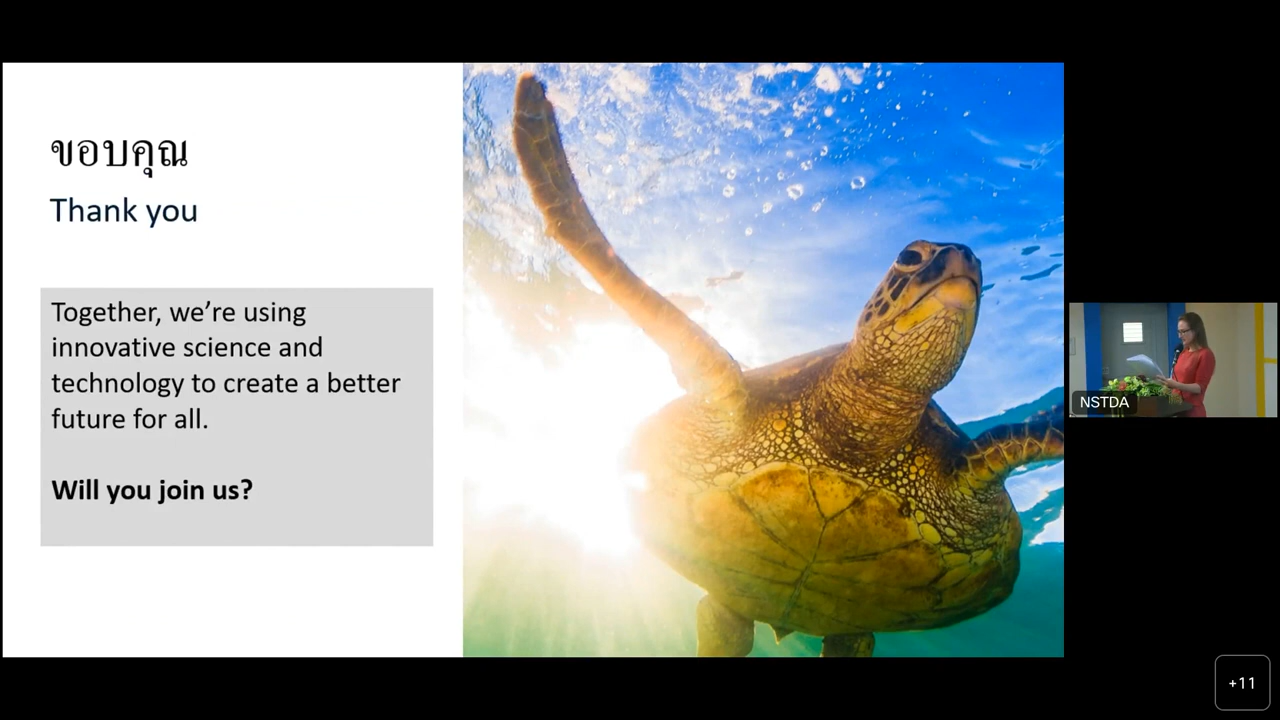 ขอบคุณ
Thank you
Together, we’re using
innovative science and
technology to create a better
future for all.
Will you join us?
NSTDA
+11